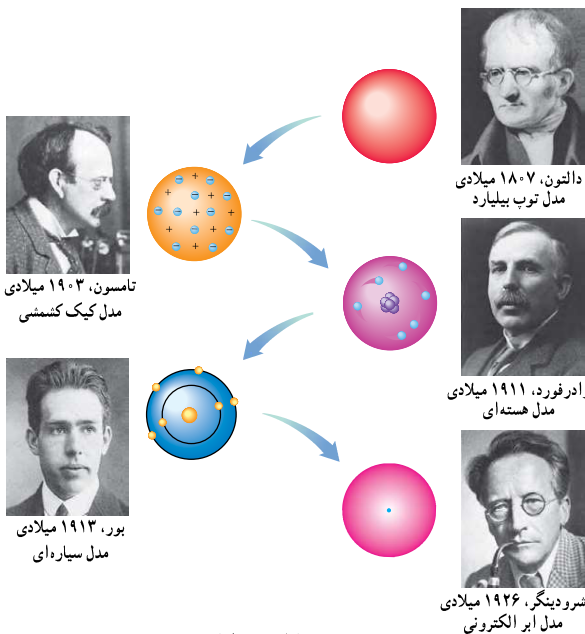 دالتون، ۱۸۰۷ میلادی
مدل توپ بیلیارد
تامسون، ۱۹۰۳ میلادی
مدل کیک کشمشی
رادرفورد، ۱۹۱۱ میلادی
مدل هسته‌ای
بور، ۱۹۱۳ میلادی
مدل سیاره‌ای
شرودینگر، ۱۹۲۶ میلادی
مدل ابر الکترونی